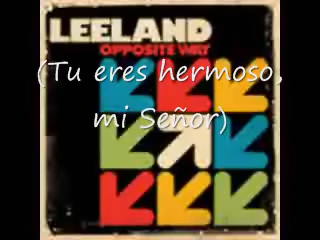 LEELAND
OPPOSITE WAY
(Tu eres hermoso,
mi Señor)